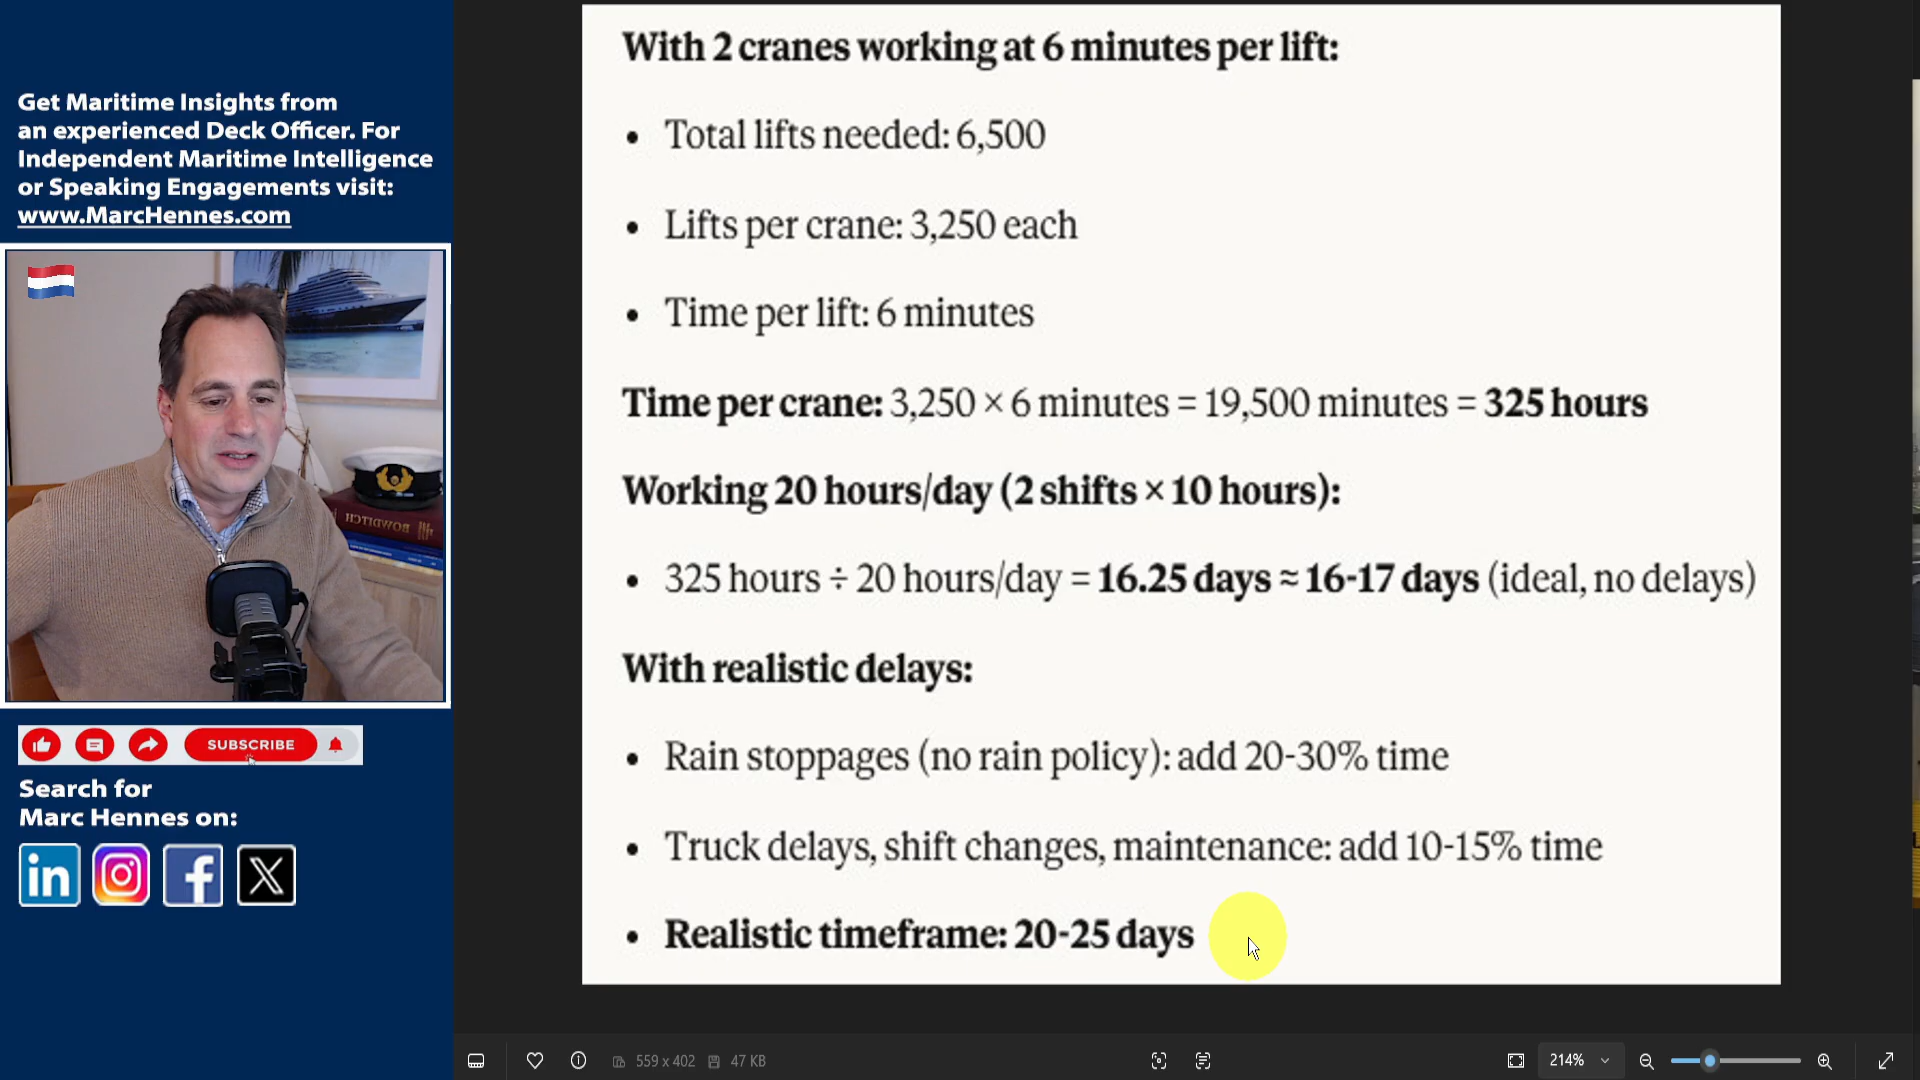 Get Maritime Insights from
an experienced Deck Officer. For
Independent Maritime Intelligence
or Speaking Engagements visit:
www.MarcHennes.com
BOWDITCH
SUBSCRIBE
Search for
Marc Hennes on:
in
f
X
With 2 cranes working at 6 minutes per lift:
• Total lifts needed: 6,500
• Lifts per crane: 3,250 each
• Time per lift: 6 minutes
Time per crane: 3,250 × 6 minutes = 19,500 minutes = 325 hours
Working 20 hours/day (2 shifts × 10 hours):
• 325 hours ÷ 20 hours/day = 16.25 days ≈ 16-17 days (ideal, no delays)
With realistic delays:
• Rain stoppages (no rain policy): add 20-30% time
• Truck delays, shift changes, maintenance: add 10-15% time
• Realistic timeframe: 20-25 days
559 x 402
47 KB
214%